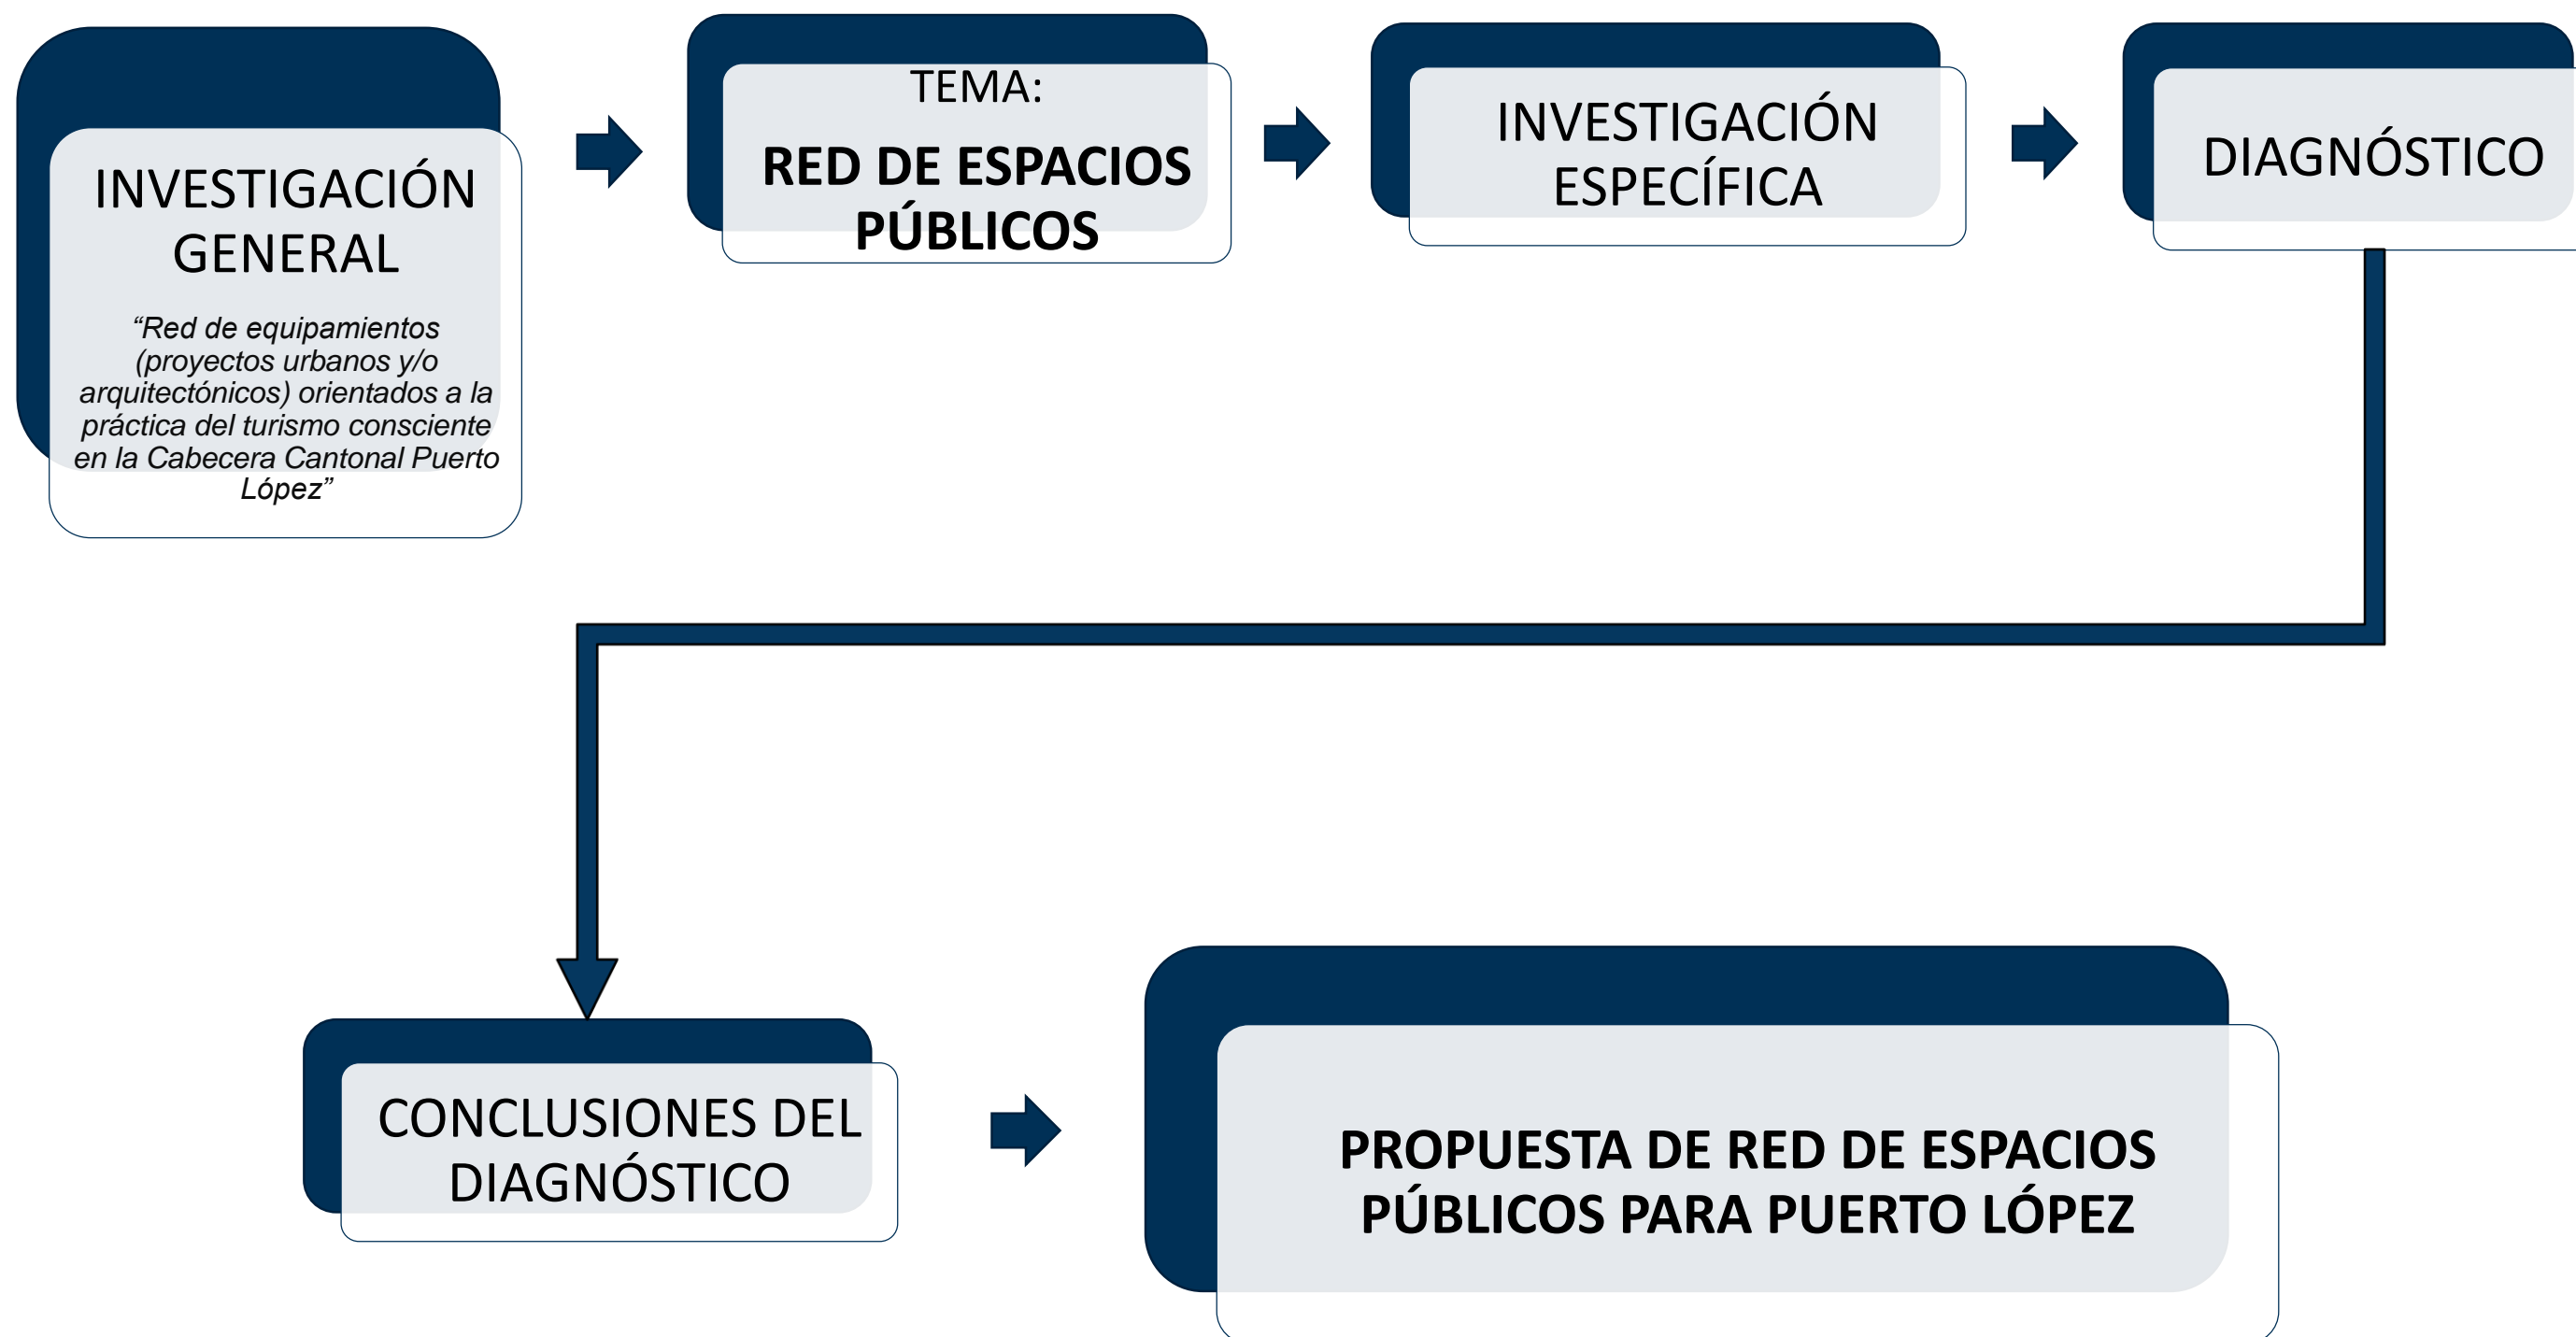 INVESTIGACIÓN
GENERAL
“Red de equipamientos
(proyectos urbanos y/o
arquitectónicos) orientados a la
práctica del turismo consciente
en la Cabecera Cantonal Puerto
López”
TEMA:
RED DE ESPACIOS
PÚBLICOS
INVESTIGACIÓN
ESPECÍFICA
DIAGNÓSTICO
CONCLUSIONES DEL
DIAGNÓSTICO
PROPUESTA DE RED DE ESPACIOS
PÚBLICOS PARA PUERTO LÓPEZ